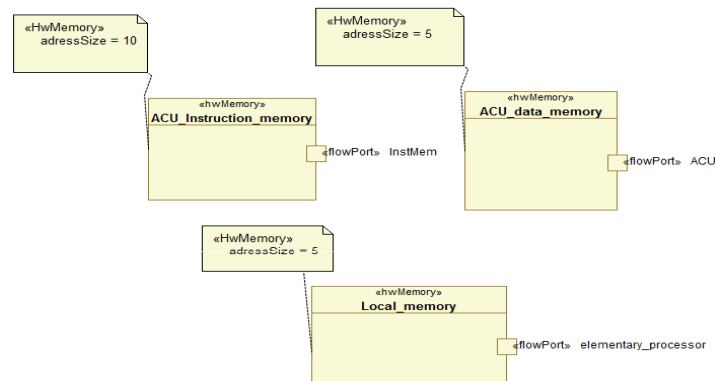 «HwMemory»
adressSize = 10
«HwMemory»
adressSize = 5
«hwMemory»
ACU_Instruction_memory
«flowPort» InstMem
«hwMemory»
ACU_data_memory
«flowPort» ACU
«HwMemory»
adressSize = 5
«hwMemory»
Local_memory
«flowPort» elementary_processor